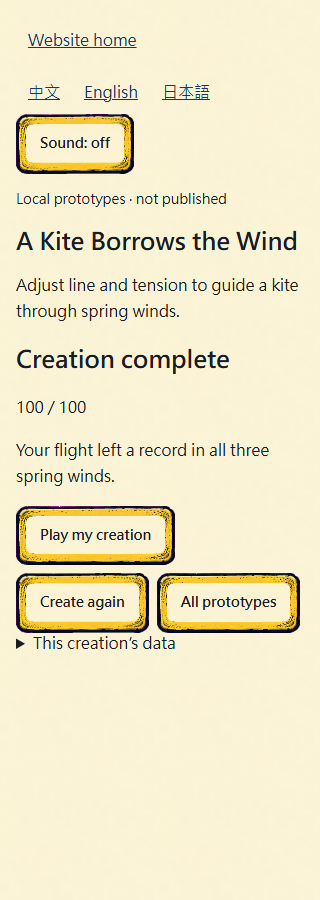 Website home
中文 English 日本語
Sound: off
Local prototypes · not published
A Kite Borrows the Wind
Adjust line and tension to guide a kite
through spring winds.
Creation complete
100 / 100
Your flight left a record in all three
spring winds.
Play my creation
Create again All prototypes
This creation's data